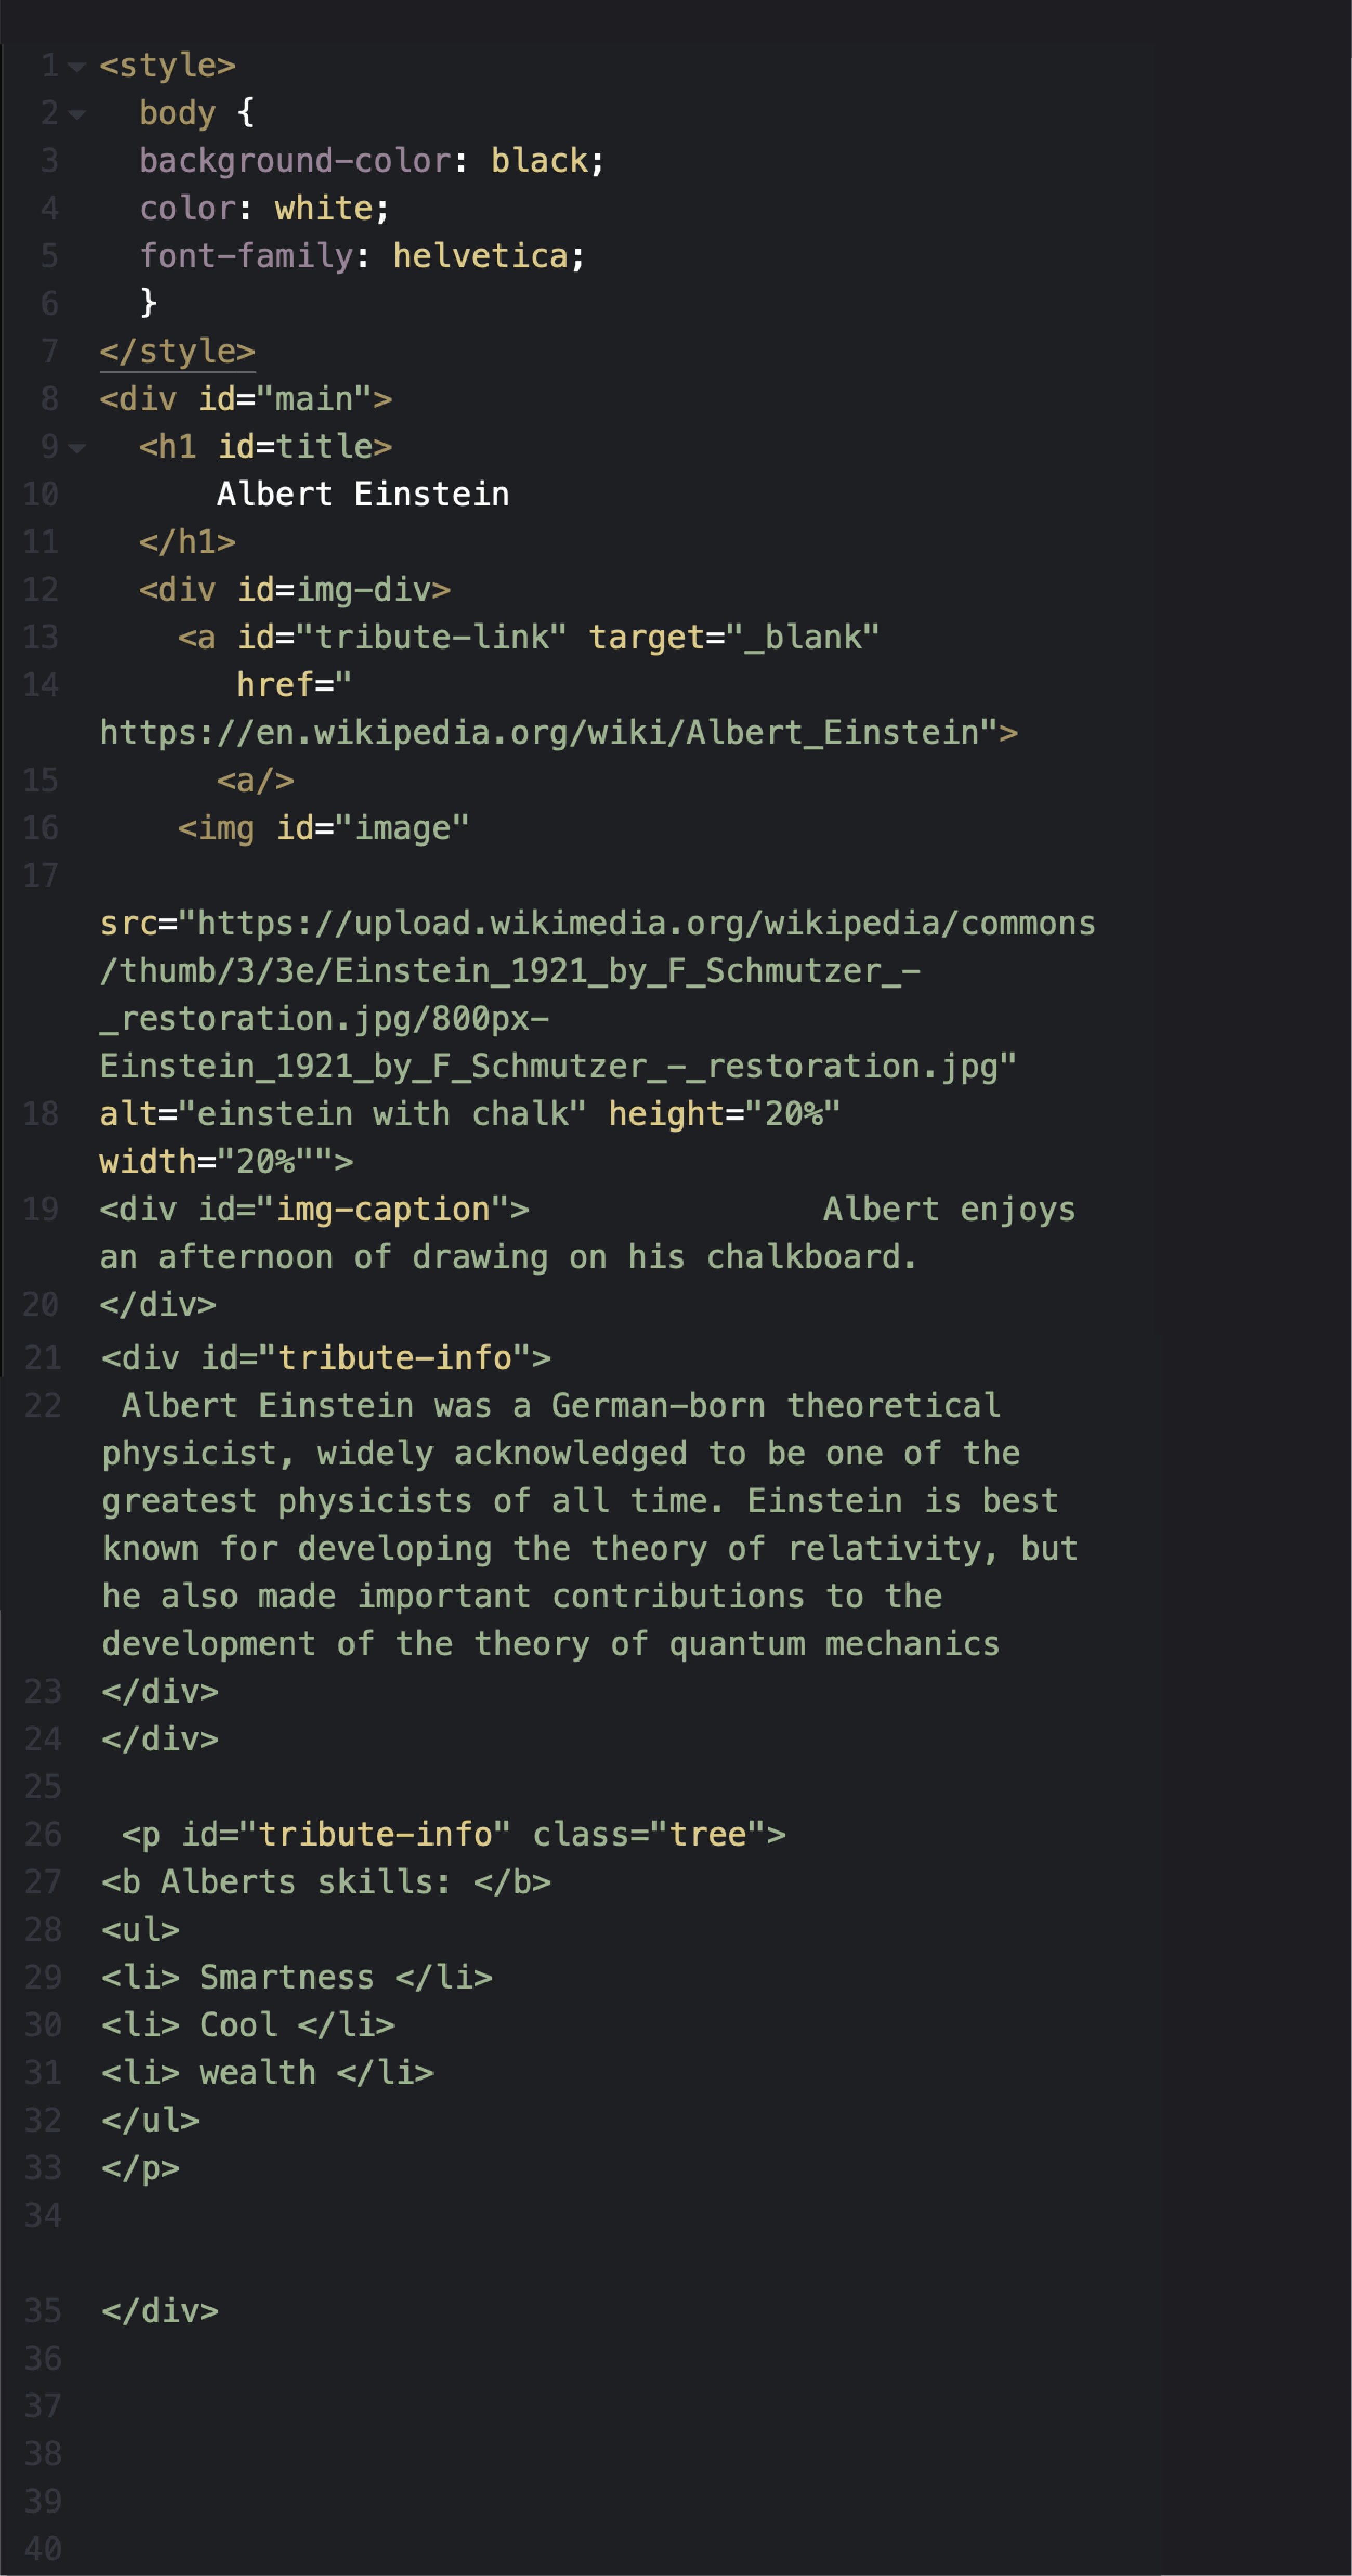 1 <style>
2 body {
3 background-color: black;
4 color: white;
5 font-family: helvetica;
6 }
7 </style>
8 <div id="main">
9 <h1 id=title>
10 Albert Einstein
11 </h1>
12 <div id=img-div>
13 <a id="tribute-link" target="_blank"
14 href="
https://en.wikipedia.org/wiki/Albert_Einstein">
15 <a/>
16 <img id="image"
17
src="https://upload.wikimedia.org/wikipedia/commons
/thumb/3/3e/Einstein_1921_by_F_Schmutzer_-
_restoration.jpg/800px-
Einstein_1921_by_F_Schmutzer_-_restoration.jpg"
18 alt="einstein with chalk" height="20%"
width="20%"">
19 <div id="img-caption"> Albert enjoys
an afternoon of drawing on his chalkboard.
20 </div>
21 <div id="tribute-info">
22 Albert Einstein was a German-born theoretical
physicist, widely acknowledged to be one of the
greatest physicists of all time. Einstein is best
known for developing the theory of relativity, but
he also made important contributions to the
development of the theory of quantum mechanics
23 </div>
24 </div>
25
26 <p id="tribute-info" class="tree">
27 <b Alberts skills: </b>
28 <ul>
29 <li> Smartness </li>
30 <li> Cool </li>
31 <li> wealth </li>
32 </ul>
33 </p>
34
35 </div>
36
37
38
39
40